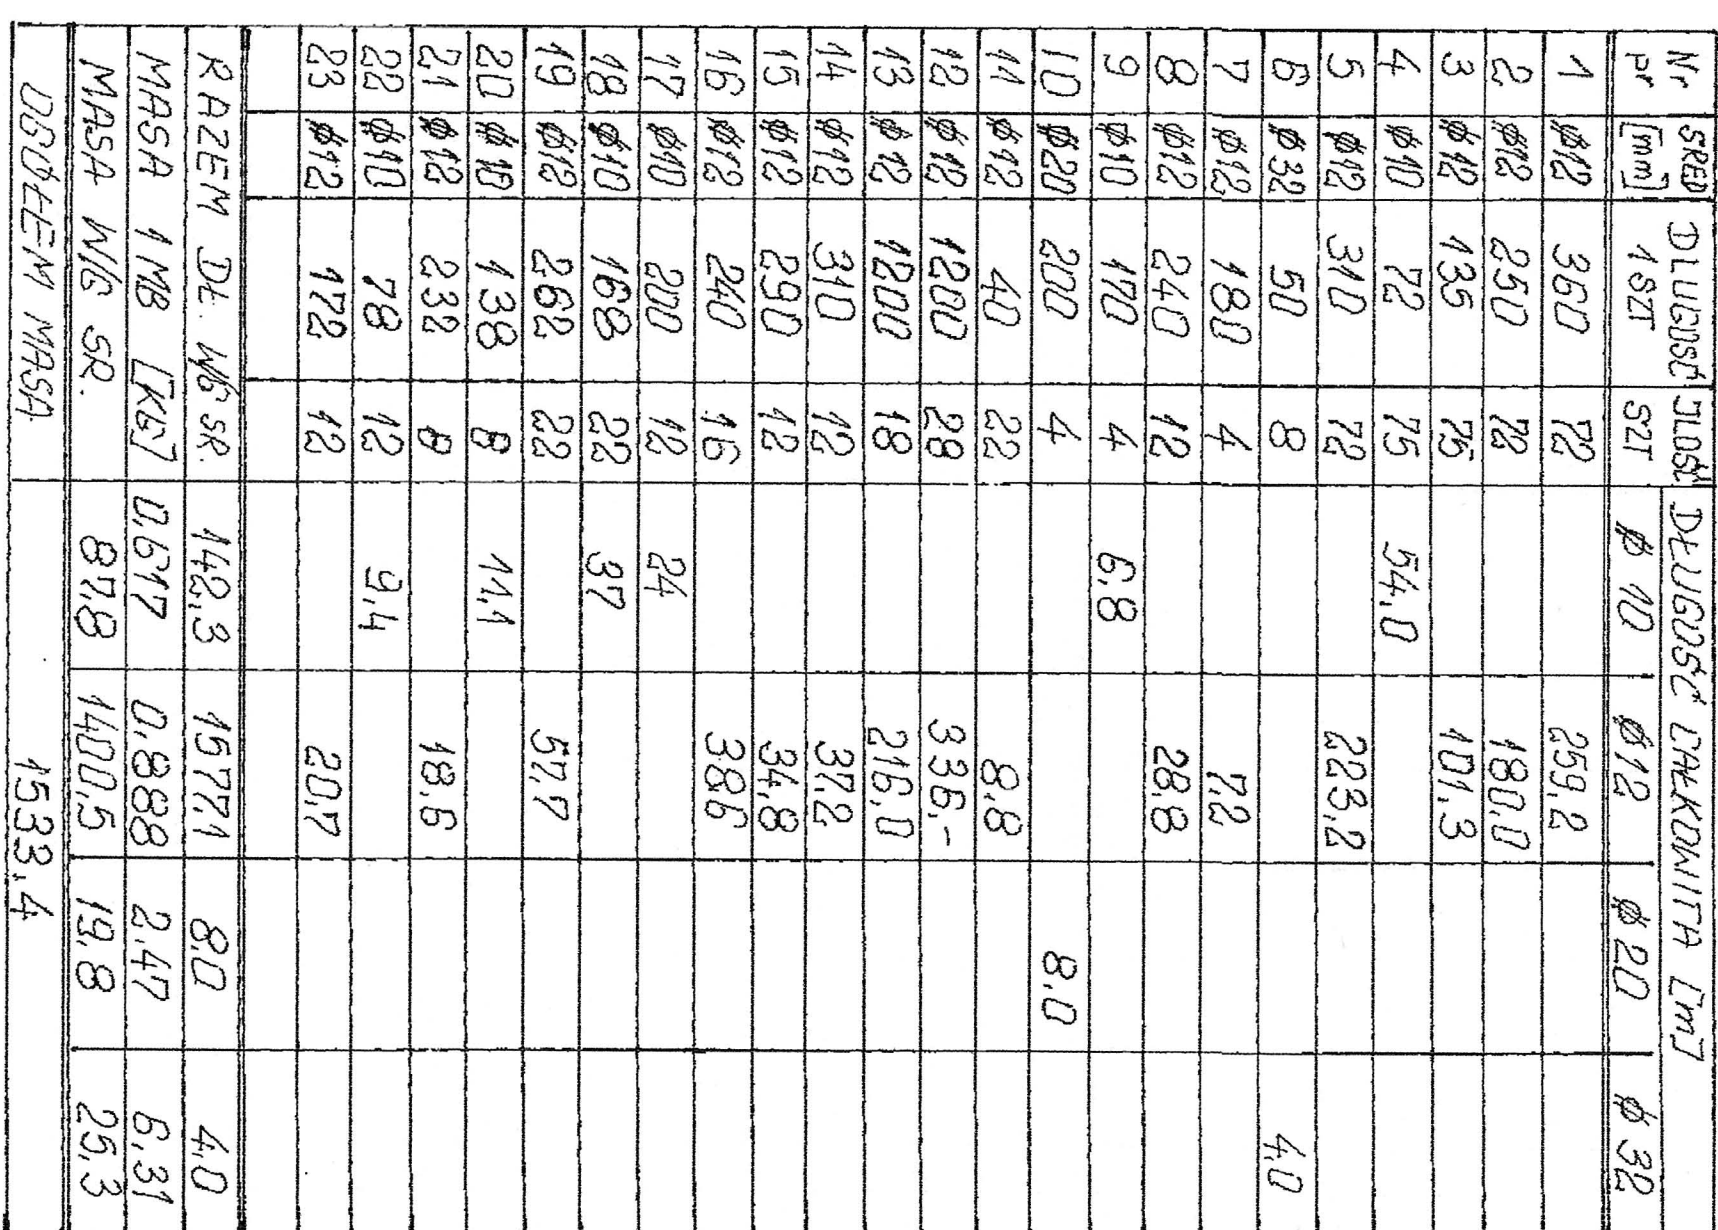 Nr pr ŚRED [mm] DŁUGOŚĆ 1 SZT ILOŚĆ SZT DŁUGOŚĆ CAŁKOWITA [m]
ϕ 10 ϕ 12 ϕ 20 ϕ 32
1 ϕ12 360 72 259,2
2 ϕ12 250 72 180,0
3 ϕ12 135 75 101,3
4 ϕ10 72 75 54,0
5 ϕ12 310 72 223,2
6 ϕ32 50 8 4,0
7 ϕ12 180 4 7,2
8 ϕ12 240 12 28,8
9 ϕ10 170 4 6,8
10 ϕ20 200 4 8,0
11 ϕ12 40 22 8,8
12 ϕ12 1200 28 336,-
13 ϕ12 1200 18 216,0
14 ϕ12 310 12 37,2
15 ϕ12 290 12 34,8
16 ϕ12 240 16 38,6
17 ϕ10 200 12 24
18 ϕ10 168 22 37
19 ϕ12 262 22 57,7
20 ϕ10 138 8 11,1
21 ϕ12 232 8 18,6
22 ϕ10 78 12 9,4
23 ϕ12 172 12 20,7
RAZEM DŁ. W/G ŚR. 142,3 1577,1 8,0 4,0
MASA 1 MB [KG] 0,617 0,888 2,47 6,31
MASA W/G ŚR. 87,8 1400,5 19,8 25,3
OGÓŁEM MASA 1533,4